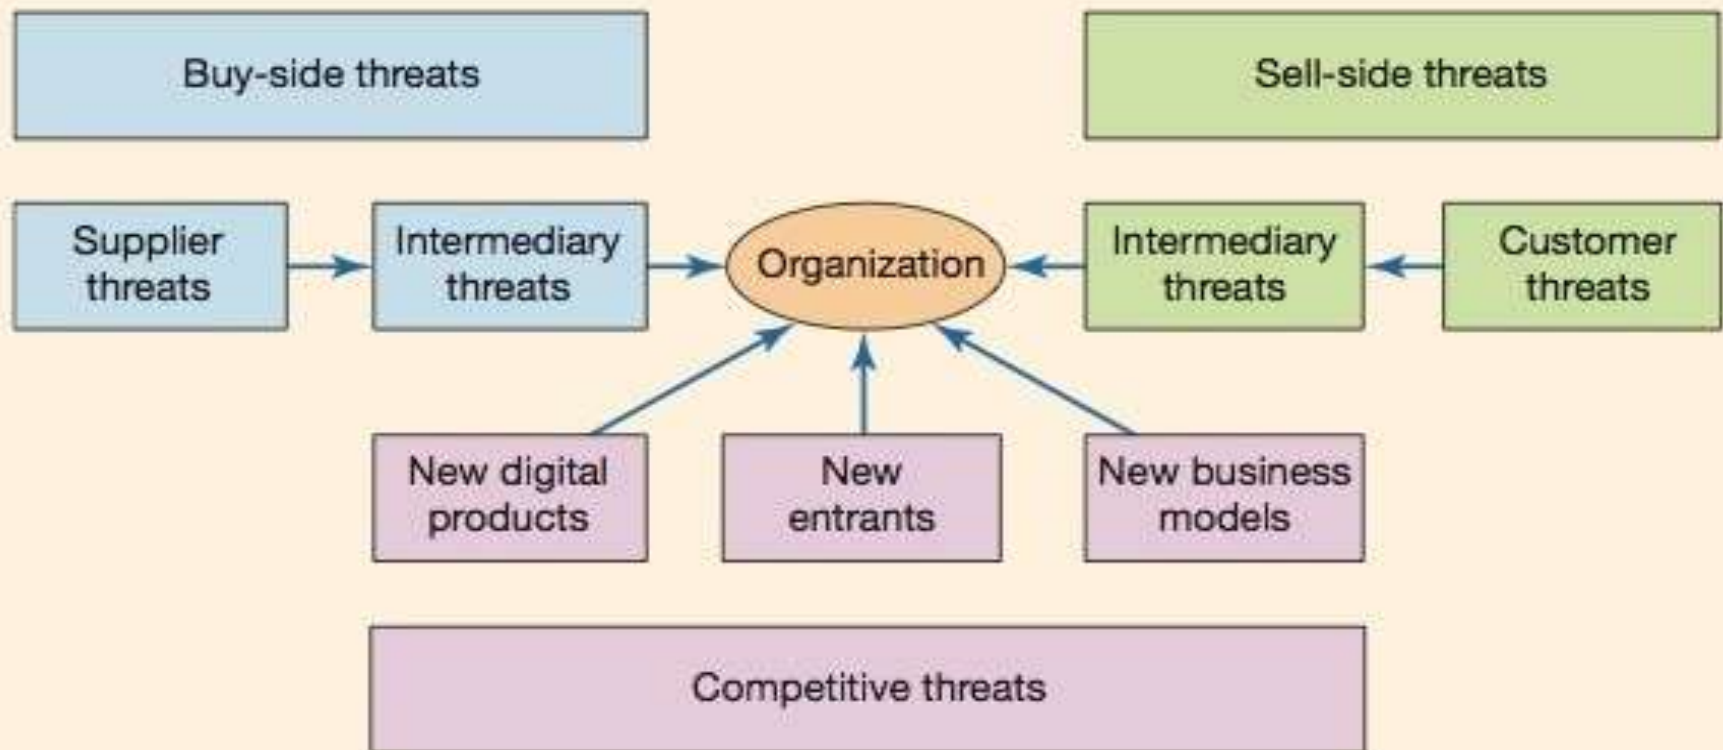 Buy-side threats
Sell-side threats
Supplier
threats
Intermediary
threats
Organization
Intermediary
threats
Customer
threats
New digital
products
New
entrants
New business
models
Competitive threats